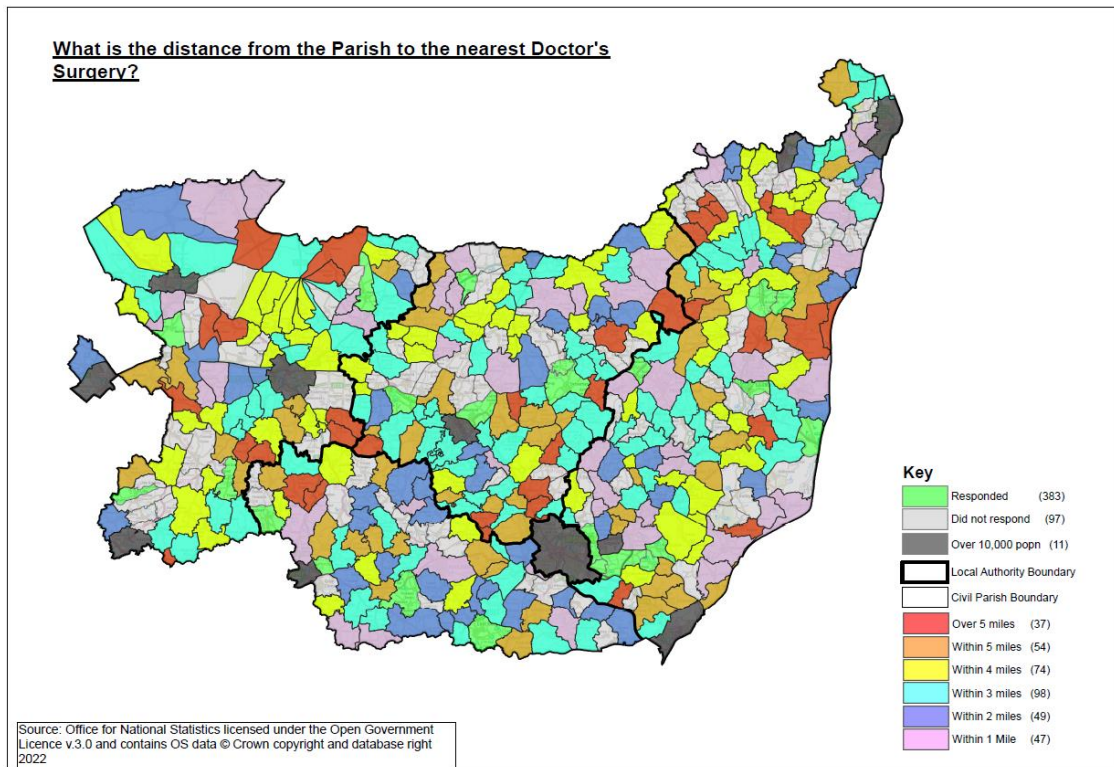 What is the distance from the Parish to the nearest Doctor's
Surgery?
Key
Responded (383)
Did not respond (97)
Over 10,000 popn (11)
Local Authority Boundary
Civil Parish Boundary
Over 5 miles (37)
Within 5 miles (54)
Within 4 miles (74)
Within 3 miles (98)
Within 2 miles (49)
Within 1 Mile (47)
Source: Office for National Statistics licensed under the Open Government
Licence v.3.0 and contains OS data © Crown copyright and database right
2022